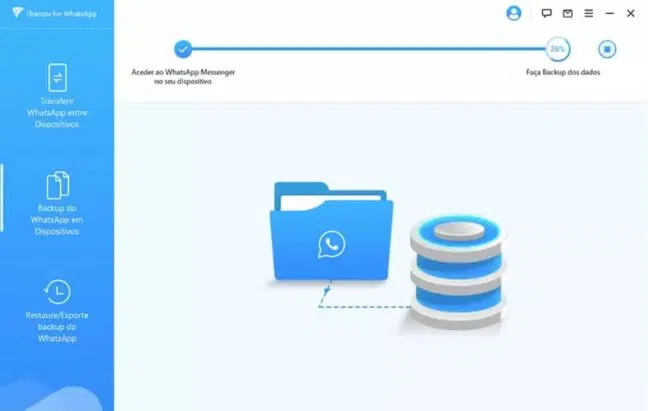 iTransor for WhatsApp
26%
Aceder ao WhatsApp Messenger
no seu dispositivo
Faça Backup dos dados
Transferir
WhatsApp entre
Dispositivos
Backup do
WhatsApp em
Dispositivos
Restaure/Exporte
backup do
WhatsApp